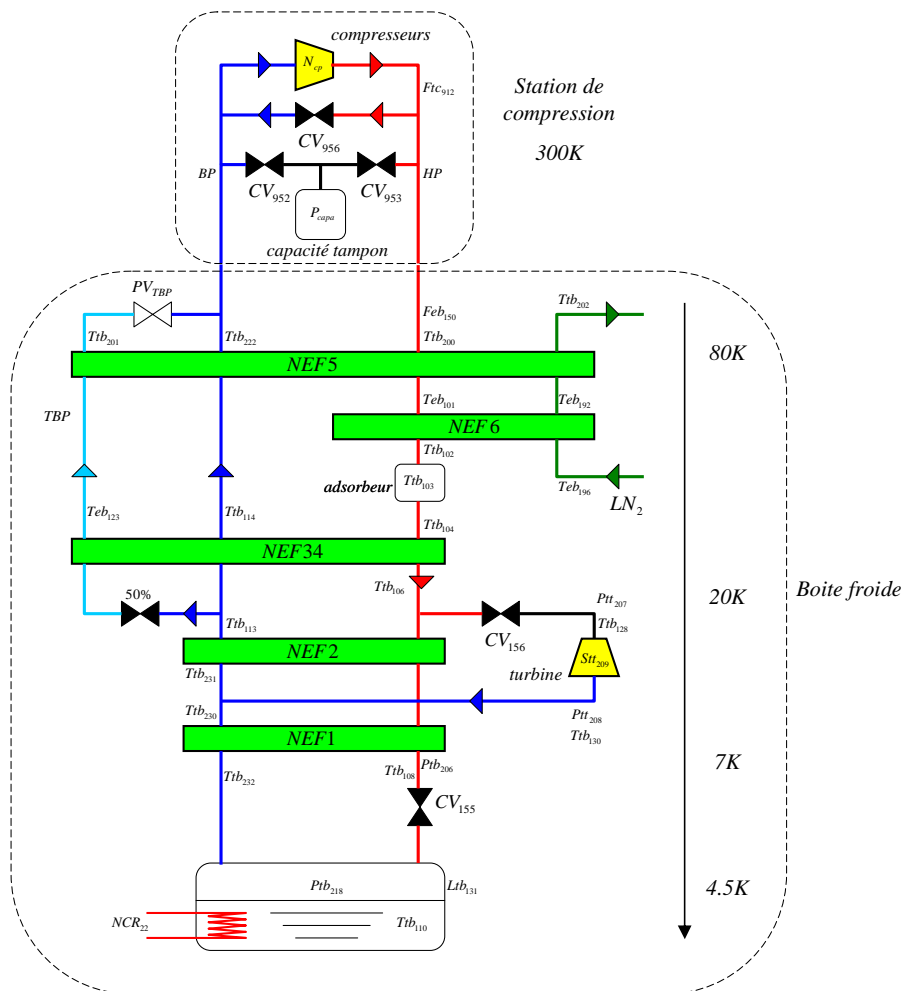 compresseurs
N_cp
Ftc_912
Station de
compression
300K
CV_956
BP
CV_952
CV_953
HP
P_capa
capacité tampon
PV_TBP
Ttb_202
Feb_150
Ttb_201
Ttb_222
Ttb_200
80K
NEF5
TBP
Teb_101
Teb_192
NEF6
Ttb_102
adsorbeur
Ttb_103
Teb_196
LN_2
Teb_123
Ttb_114
Ttb_104
NEF34
50%
Ttb_106
Ptt_207
20K
Boite froide
Ttb_113
CV_156
Ttb_128
NEF2
Ttb_231
turbine
Stt_209
Ttb_230
Ptt_208
Ttb_130
NEF1
Ttb_232
Ttb_108
Ptb_206
7K
CV_155
Ptb_218
Ltb_131
4.5K
NCR_22
Ttb_110